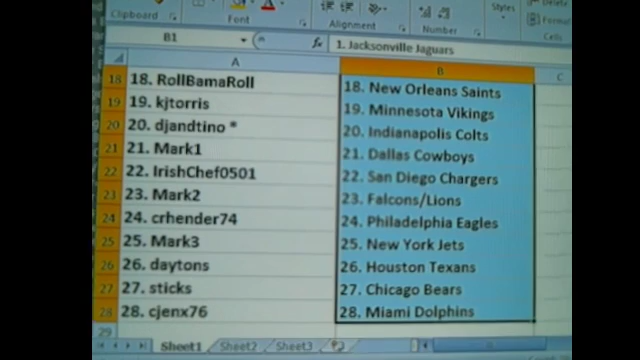 Clipboard
Font
Alignment
Number
Styles
Format
Cells
B1
fx
1. Jacksonville Jaguars
A
B
C
18 18. RollBamaRoll 18. New Orleans Saints
19 19. kjtorris 19. Minnesota Vikings
20 20. djandtino * 20. Indianapolis Colts
21 21. Mark1 21. Dallas Cowboys
22 22. IrishChef0501 22. San Diego Chargers
23 23. Mark2 23. Falcons/Lions
24 24. crhender74 24. Philadelphia Eagles
25 25. Mark3 25. New York Jets
26 26. daytons 26. Houston Texans
27 27. sticks 27. Chicago Bears
28 28. cjenx76 28. Miami Dolphins
29
Sheet1 Sheet2 Sheet3